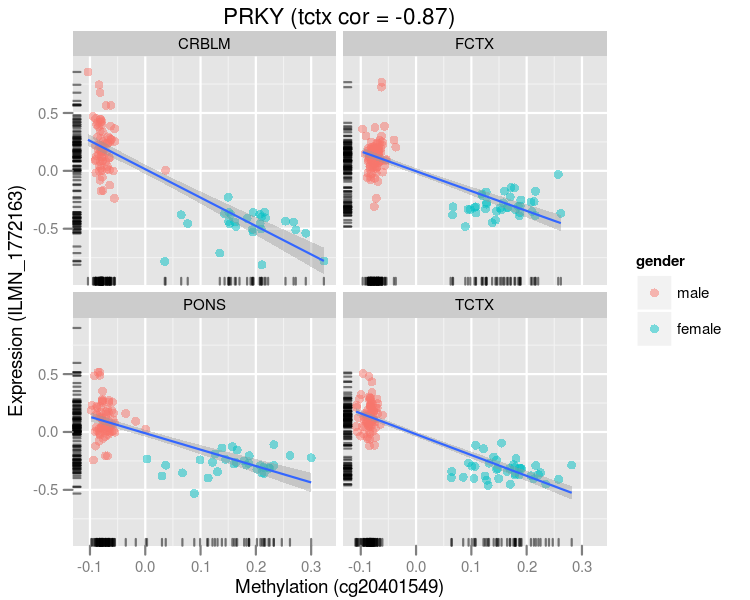 PRKY (tctx cor = -0.87)
CRBLM
FCTX
0.5
0.0
-0.5
PONS
TCTX
0.5
0.0
-0.5
-0.1 0.0 0.1 0.2 0.3
-0.1 0.0 0.1 0.2 0.3
Methylation (cg20401549)
Expression (ILMN_1772163)
gender
male
female